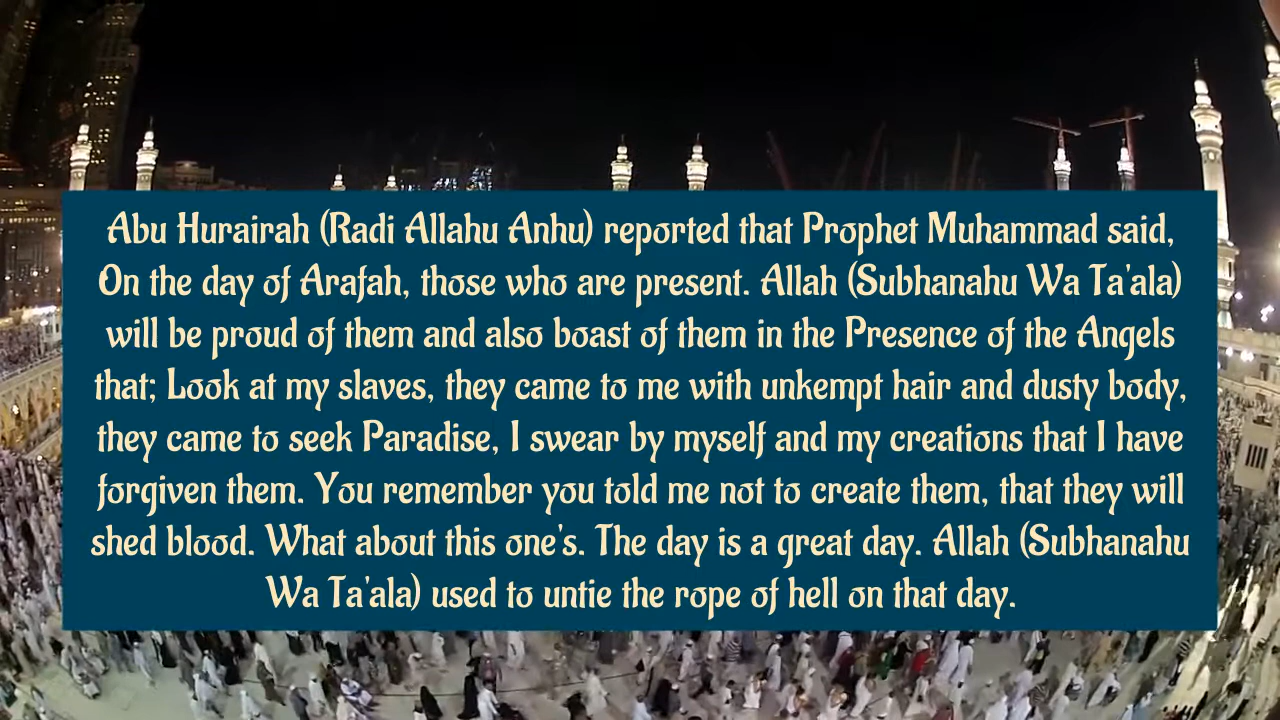 Abu Hurairah (Radi Allahu Anhu) reported that Prophet Muhammad said,
On the day of Arafah, those who are present. Allah (Subhanahu Wa Ta'ala)
will be proud of them and also boast of them in the Presence of the Angels
that; Look at my slaves, they came to me with unkempt hair and dusty body,
they came to seek Paradise, I swear by myself and my creations that I have
forgiven them. You remember you told me not to create them, that they will
shed blood. What about this one's. The day is a great day. Allah (Subhanahu
Wa Ta'ala) used to untie the rope of hell on that day.